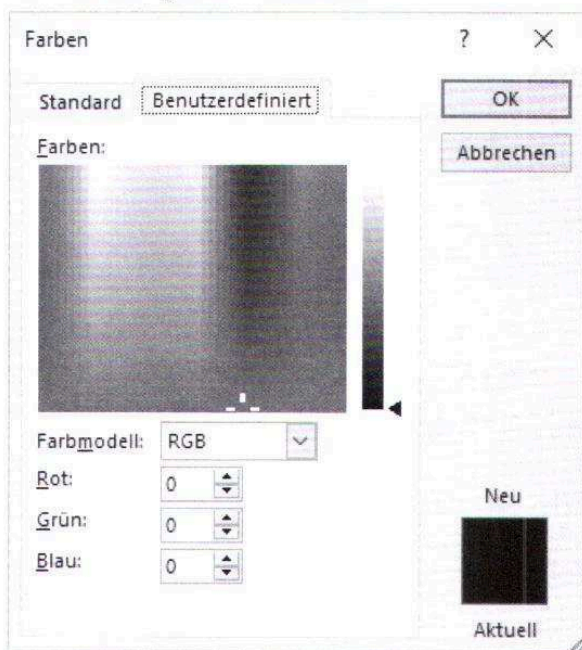 Farben ? ×
Standard Benutzerdefiniert
OK
Abbrechen
Farben:
Farbmodell: RGB
Rot: 0
Grün: 0
Blau: 0
Neu
Aktuell